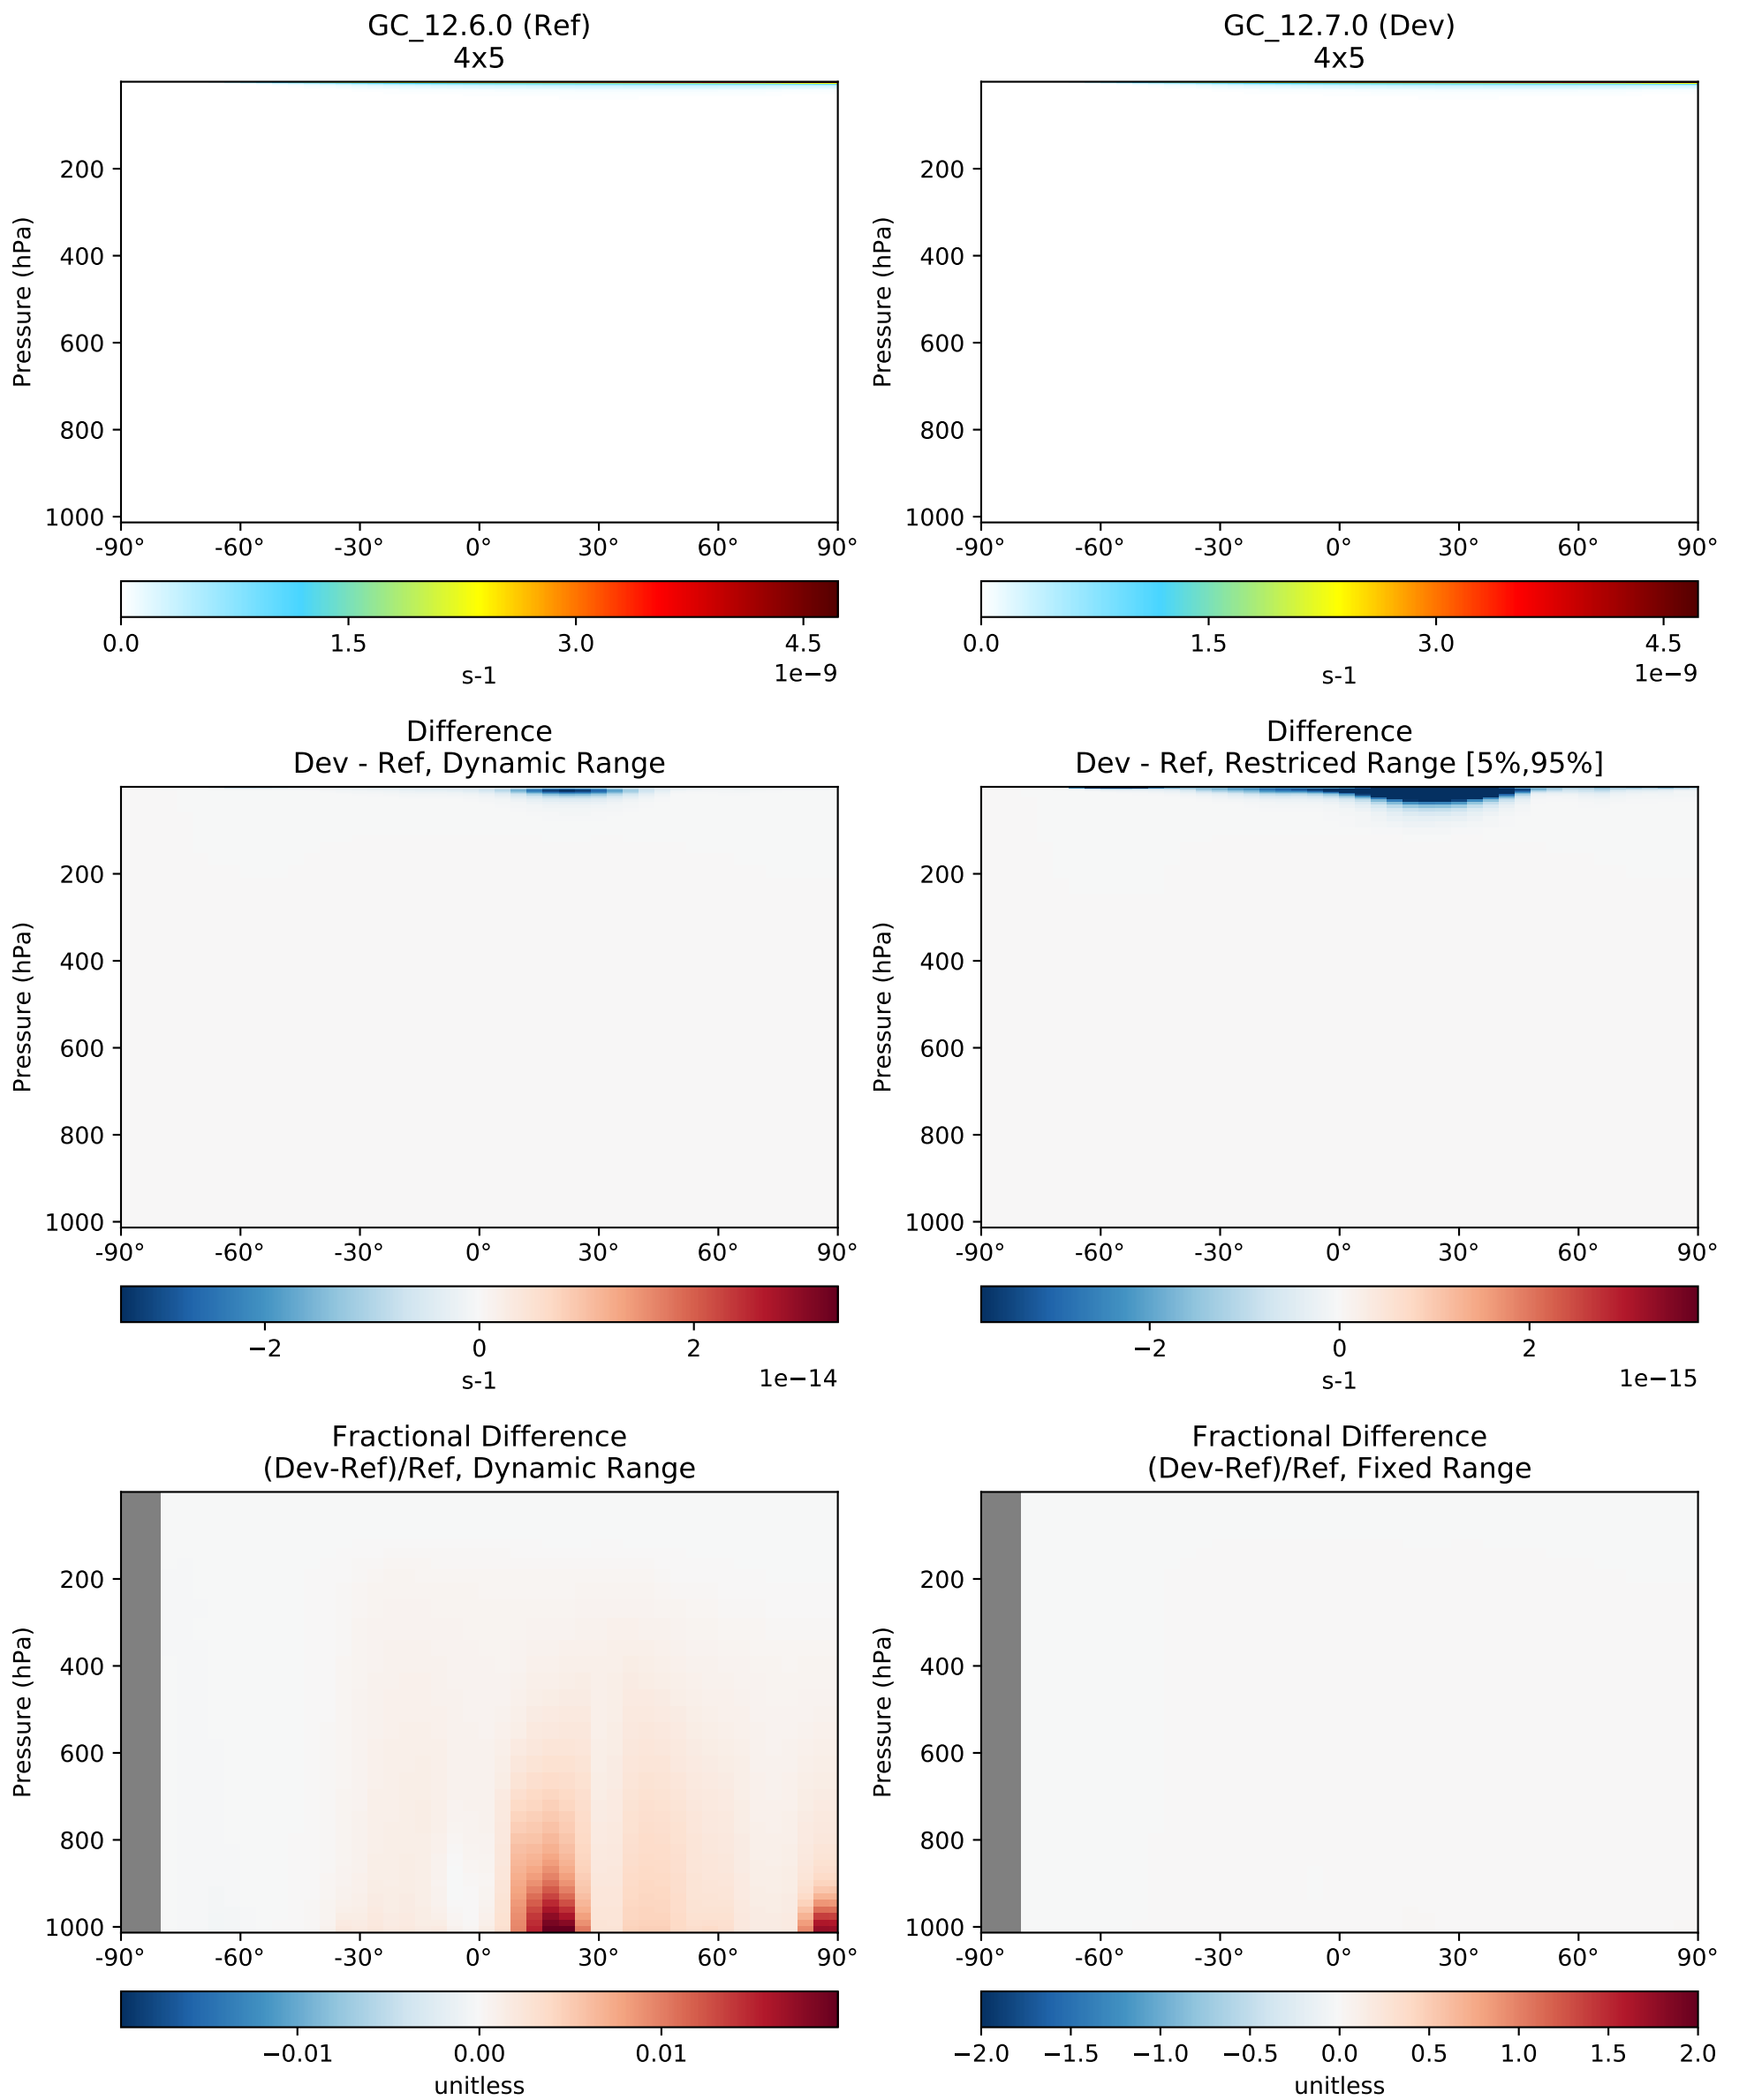 GC_12.6.0 (Ref)
4x5
Pressure (hPa)
200
400
600
800
1000
-90° -60° -30° 0° 30° 60° 90°
0.0 1.5 3.0 4.5
1e−9
s-1
GC_12.7.0 (Dev)
4x5
Pressure (hPa)
200
400
600
800
1000
-90° -60° -30° 0° 30° 60° 90°
0.0 1.5 3.0 4.5
1e−9
s-1
Difference
Dev - Ref, Dynamic Range
Pressure (hPa)
200
400
600
800
1000
-90° -60° -30° 0° 30° 60° 90°
−2 0 2
1e−14
s-1
Difference
Dev - Ref, Restriced Range [5%,95%]
Pressure (hPa)
200
400
600
800
1000
-90° -60° -30° 0° 30° 60° 90°
−2 0 2
1e−15
s-1
Fractional Difference
(Dev-Ref)/Ref, Dynamic Range
Pressure (hPa)
200
400
600
800
1000
-90° -60° -30° 0° 30° 60° 90°
−0.01 0.00 0.01
unitless
Fractional Difference
(Dev-Ref)/Ref, Fixed Range
Pressure (hPa)
200
400
600
800
1000
-90° -60° -30° 0° 30° 60° 90°
−2.0 −1.5 −1.0 −0.5 0.0 0.5 1.0 1.5 2.0
unitless